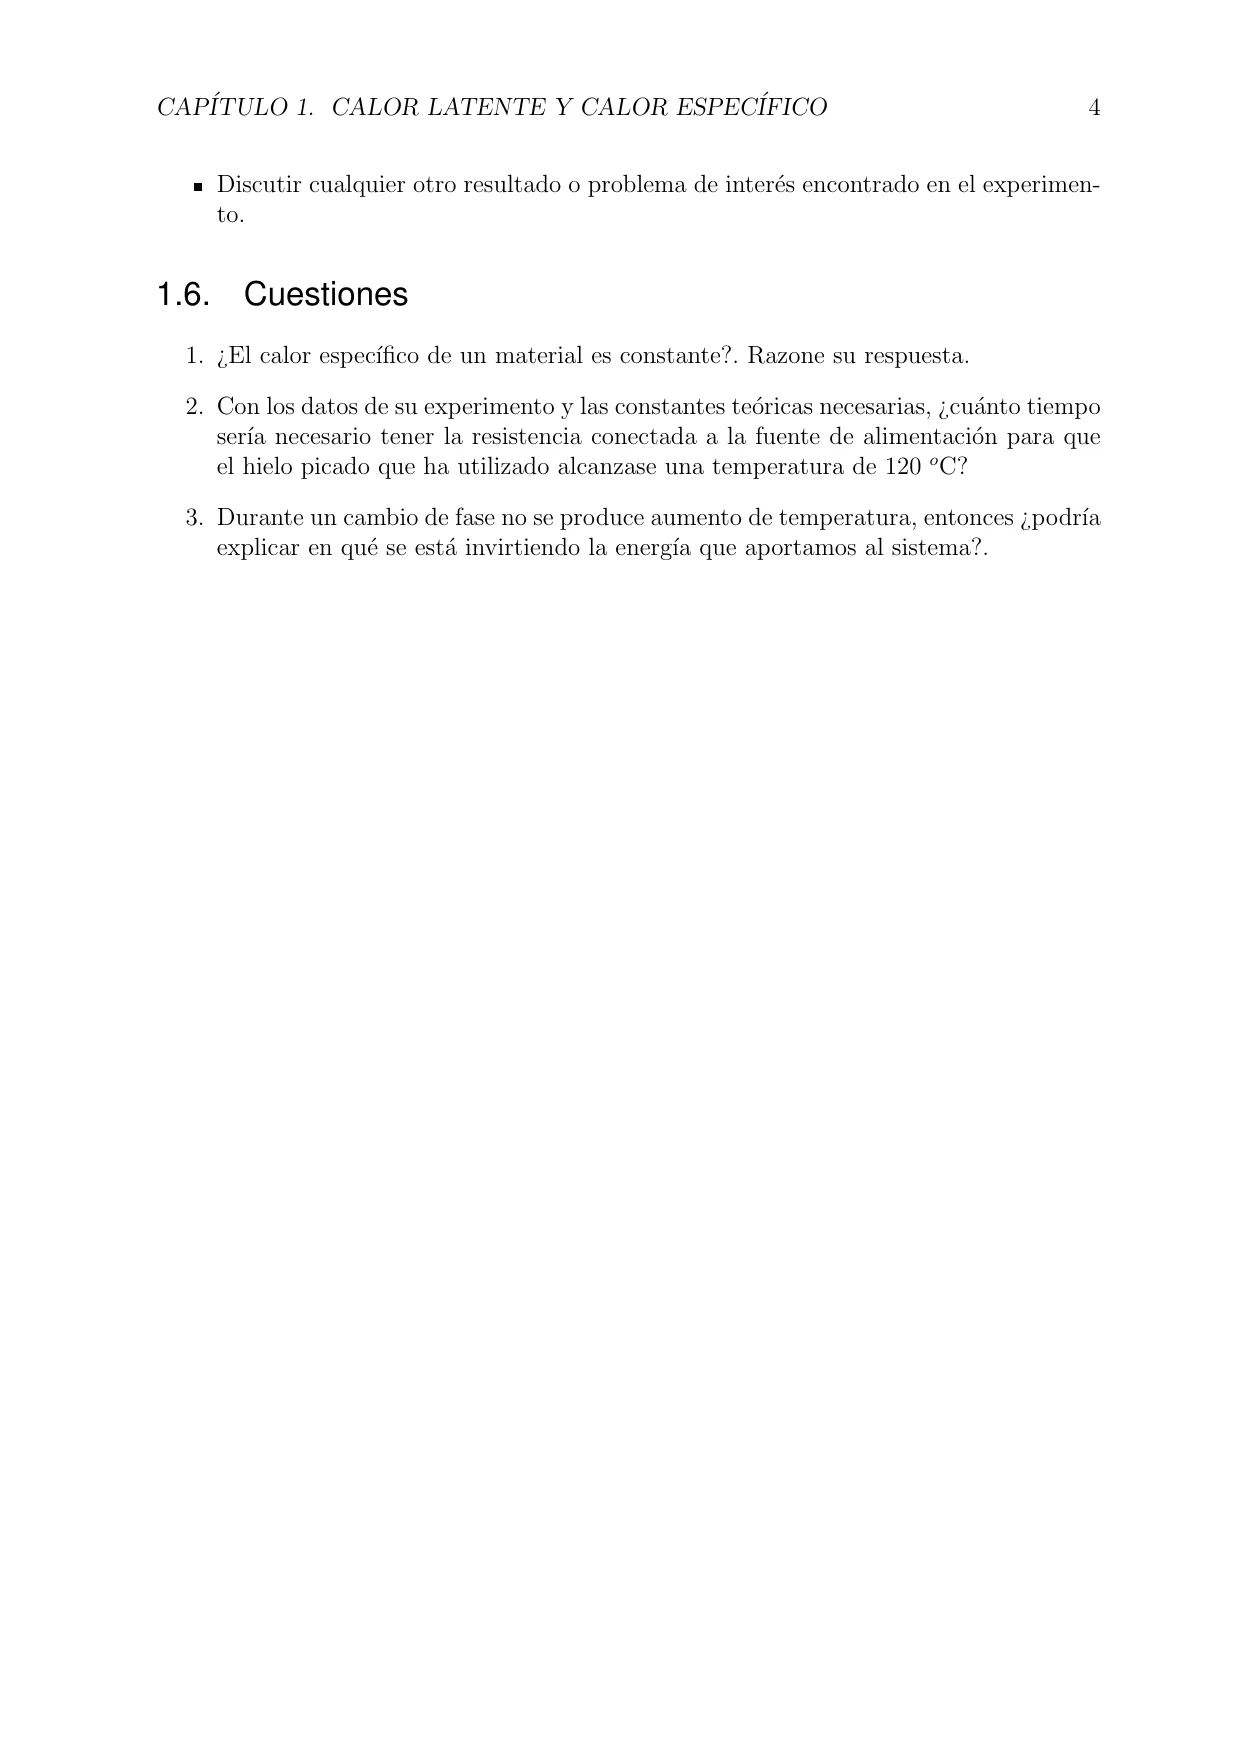 CAPÍTULO 1. CALOR LATENTE Y CALOR ESPECÍFICO 4
▪ Discutir cualquier otro resultado o problema de interés encontrado en el experimen-
to.
1.6. Cuestiones
1. ¿El calor específico de un material es constante?. Razone su respuesta.
2. Con los datos de su experimento y las constantes teóricas necesarias, ¿cuánto tiempo
sería necesario tener la resistencia conectada a la fuente de alimentación para que
el hielo picado que ha utilizado alcanzase una temperatura de 120 ºC?
3. Durante un cambio de fase no se produce aumento de temperatura, entonces ¿podría
explicar en qué se está invirtiendo la energía que aportamos al sistema?.